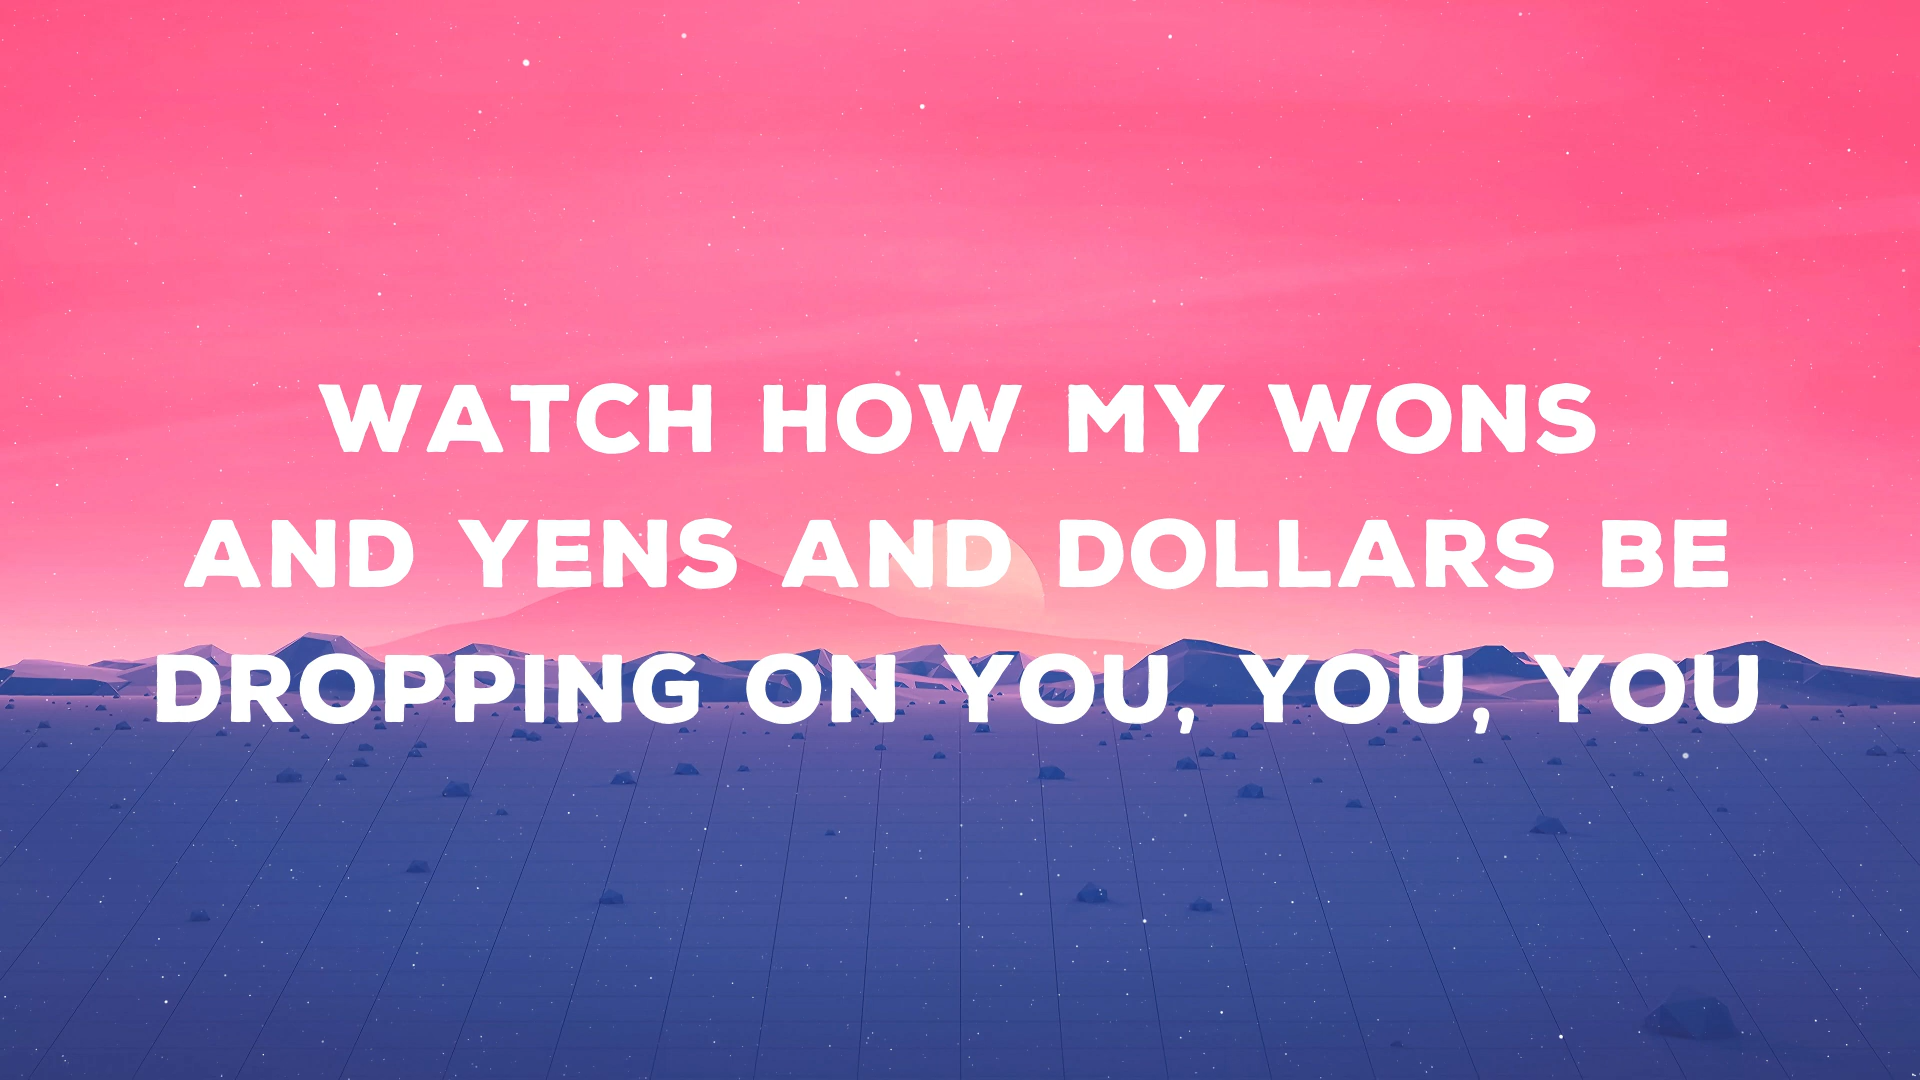 WATCH HOW MY WONS
AND YENS AND DOLLARS BE
DROPPING ON YOU, YOU, YOU